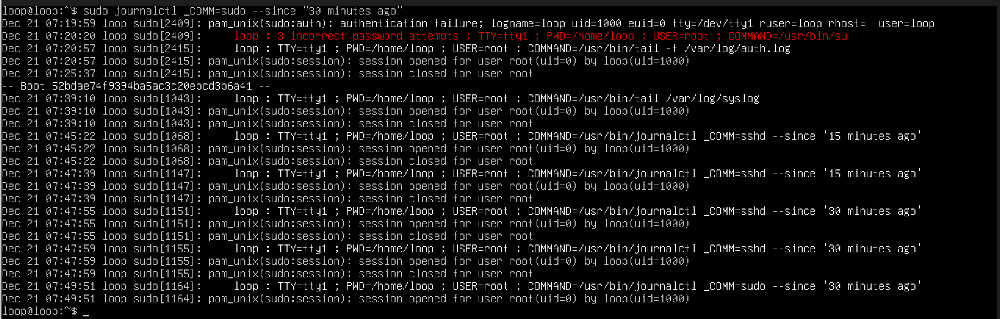 loop@loop:~$ sudo journalctl _COMM=sudo --since "30 minutes ago"
Dec 21 07:19:59 loop sudo[2409]: pam_unix(sudo:auth): authentication failure; logname=loop uid=1000 euid=0 tty=/dev/tty1 ruser=loop rhost=  user=loop
Dec 21 07:20:20 loop sudo[2409]:     loop : 3 incorrect password attempts ; TTY=tty1 ; PWD=/home/loop ; USER=root ; COMMAND=/usr/bin/su
Dec 21 07:20:57 loop sudo[2415]:     loop : TTY=tty1 ; PWD=/home/loop ; USER=root ; COMMAND=/usr/bin/tail -f /var/log/auth.log
Dec 21 07:20:57 loop sudo[2415]: pam_unix(sudo:session): session opened for user root(uid=0) by loop(uid=1000)
Dec 21 07:25:37 loop sudo[2415]: pam_unix(sudo:session): session closed for user root
-- Boot 52bdae74f9394ba5ac3c20ebcd3b6a41 --
Dec 21 07:39:10 loop sudo[1043]:     loop : TTY=tty1 ; PWD=/home/loop ; USER=root ; COMMAND=/usr/bin/tail /var/log/syslog
Dec 21 07:39:10 loop sudo[1043]: pam_unix(sudo:session): session opened for user root(uid=0) by loop(uid=1000)
Dec 21 07:39:10 loop sudo[1043]: pam_unix(sudo:session): session closed for user root
Dec 21 07:45:22 loop sudo[1068]:     loop : TTY=tty1 ; PWD=/home/loop ; USER=root ; COMMAND=/usr/bin/journalctl _COMM=sshd --since '15 minutes ago'
Dec 21 07:45:22 loop sudo[1068]: pam_unix(sudo:session): session opened for user root(uid=0) by loop(uid=1000)
Dec 21 07:45:22 loop sudo[1068]: pam_unix(sudo:session): session closed for user root
Dec 21 07:47:39 loop sudo[1147]:     loop : TTY=tty1 ; PWD=/home/loop ; USER=root ; COMMAND=/usr/bin/journalctl _COMM=sshd --since '15 minutes ago'
Dec 21 07:47:39 loop sudo[1147]: pam_unix(sudo:session): session opened for user root(uid=0) by loop(uid=1000)
Dec 21 07:47:39 loop sudo[1147]: pam_unix(sudo:session): session closed for user root
Dec 21 07:47:55 loop sudo[1151]:     loop : TTY=tty1 ; PWD=/home/loop ; USER=root ; COMMAND=/usr/bin/journalctl _COMM=sshd --since '30 minutes ago'
Dec 21 07:47:55 loop sudo[1151]: pam_unix(sudo:session): session opened for user root(uid=0) by loop(uid=1000)
Dec 21 07:47:55 loop sudo[1151]: pam_unix(sudo:session): session closed for user root
Dec 21 07:47:59 loop sudo[1155]:     loop : TTY=tty1 ; PWD=/home/loop ; USER=root ; COMMAND=/usr/bin/journalctl _COMM=sshd --since '30 minutes ago'
Dec 21 07:47:59 loop sudo[1155]: pam_unix(sudo:session): session opened for user root(uid=0) by loop(uid=1000)
Dec 21 07:47:59 loop sudo[1155]: pam_unix(sudo:session): session closed for user root
Dec 21 07:49:51 loop sudo[1164]:     loop : TTY=tty1 ; PWD=/home/loop ; USER=root ; COMMAND=/usr/bin/journalctl _COMM=sudo --since '30 minutes ago'
Dec 21 07:49:51 loop sudo[1164]: pam_unix(sudo:session): session opened for user root(uid=0) by loop(uid=1000)
loop@loop:~$ _